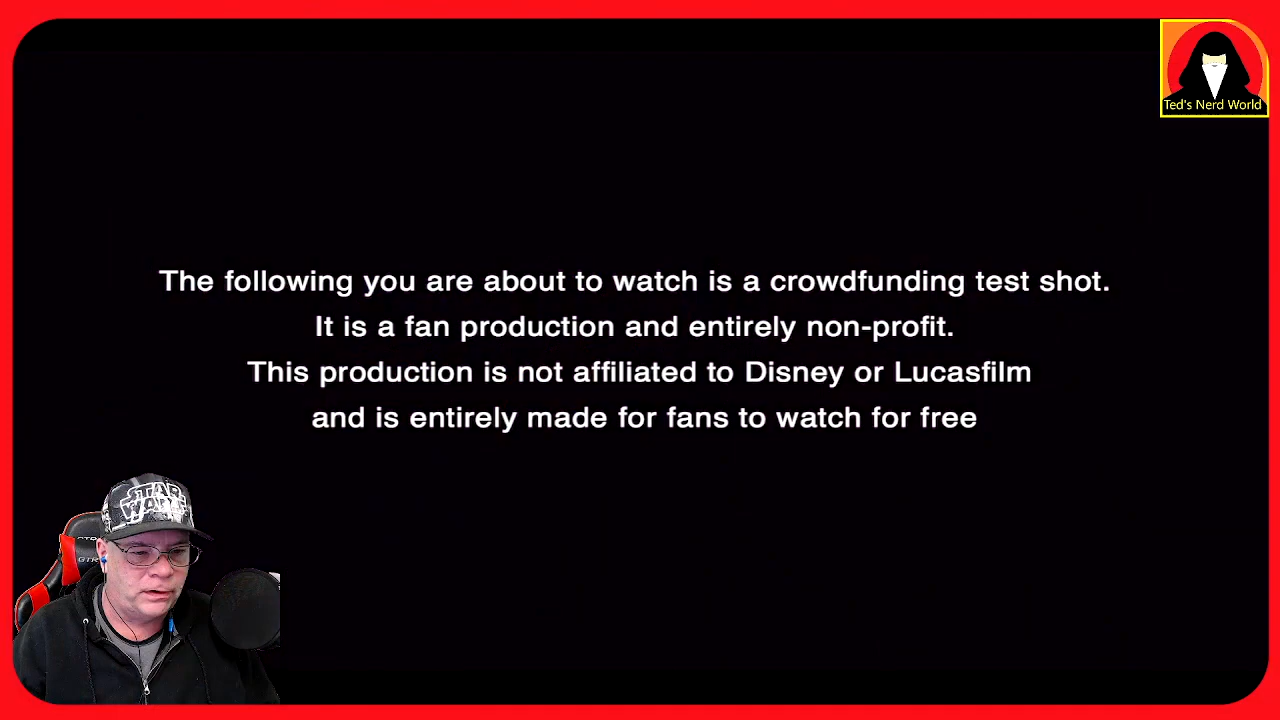 Ted's Nerd World
The following you are about to watch is a crowdfunding test shot.
It is a fan production and entirely non-profit.
This production is not affiliated to Disney or Lucasfilm
and is entirely made for fans to watch for free
STAR
WARS